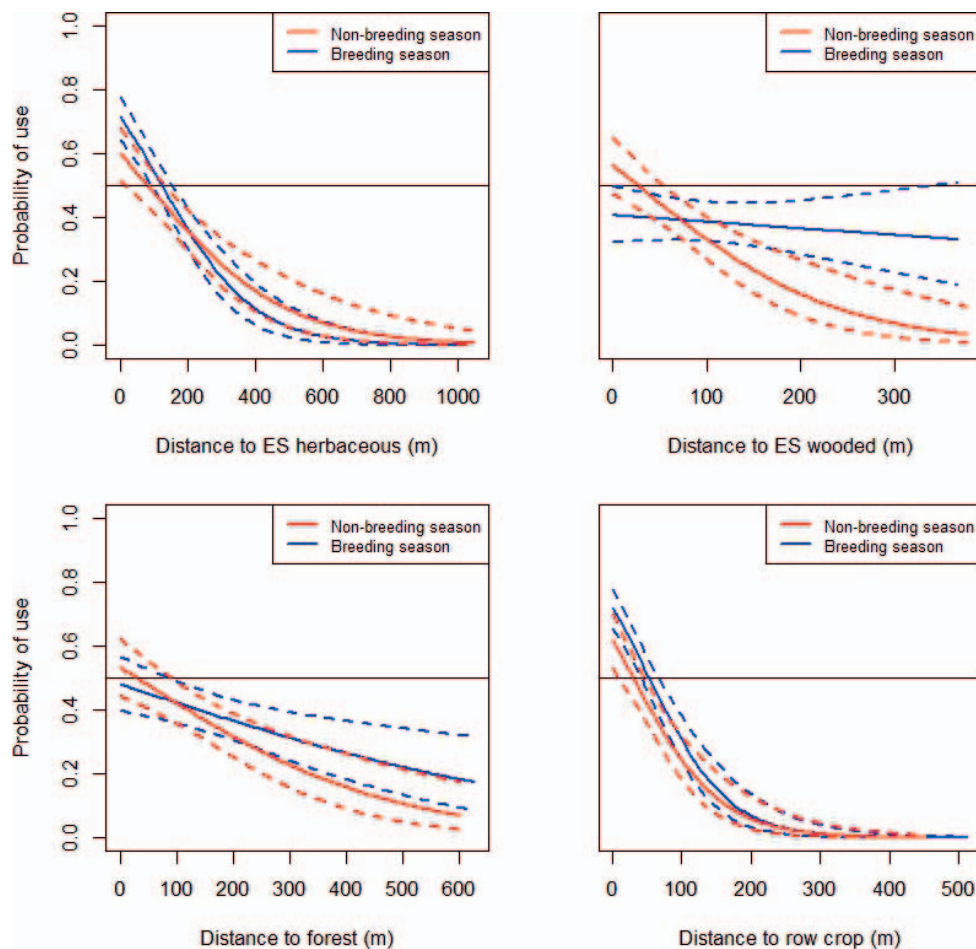 Non-breeding season
Breeding season
Probability of use
0.0 0.2 0.4 0.6 0.8 1.0
0 200 400 600 800 1000
Distance to ES herbaceous (m)
Non-breeding season
Breeding season
0 100 200 300
Distance to ES wooded (m)
Non-breeding season
Breeding season
Probability of use
0.0 0.2 0.4 0.6 0.8 1.0
0 100 200 300 400 500 600
Distance to forest (m)
Non-breeding season
Breeding season
0 100 200 300 400 500
Distance to row crop (m)